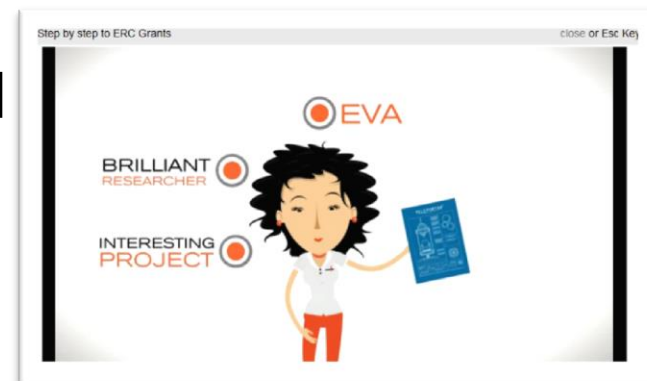 Step by step to ERC Grants
close or Esc Key
EVA
BRILLIANT
RESEARCHER
INTERESTING
PROJECT